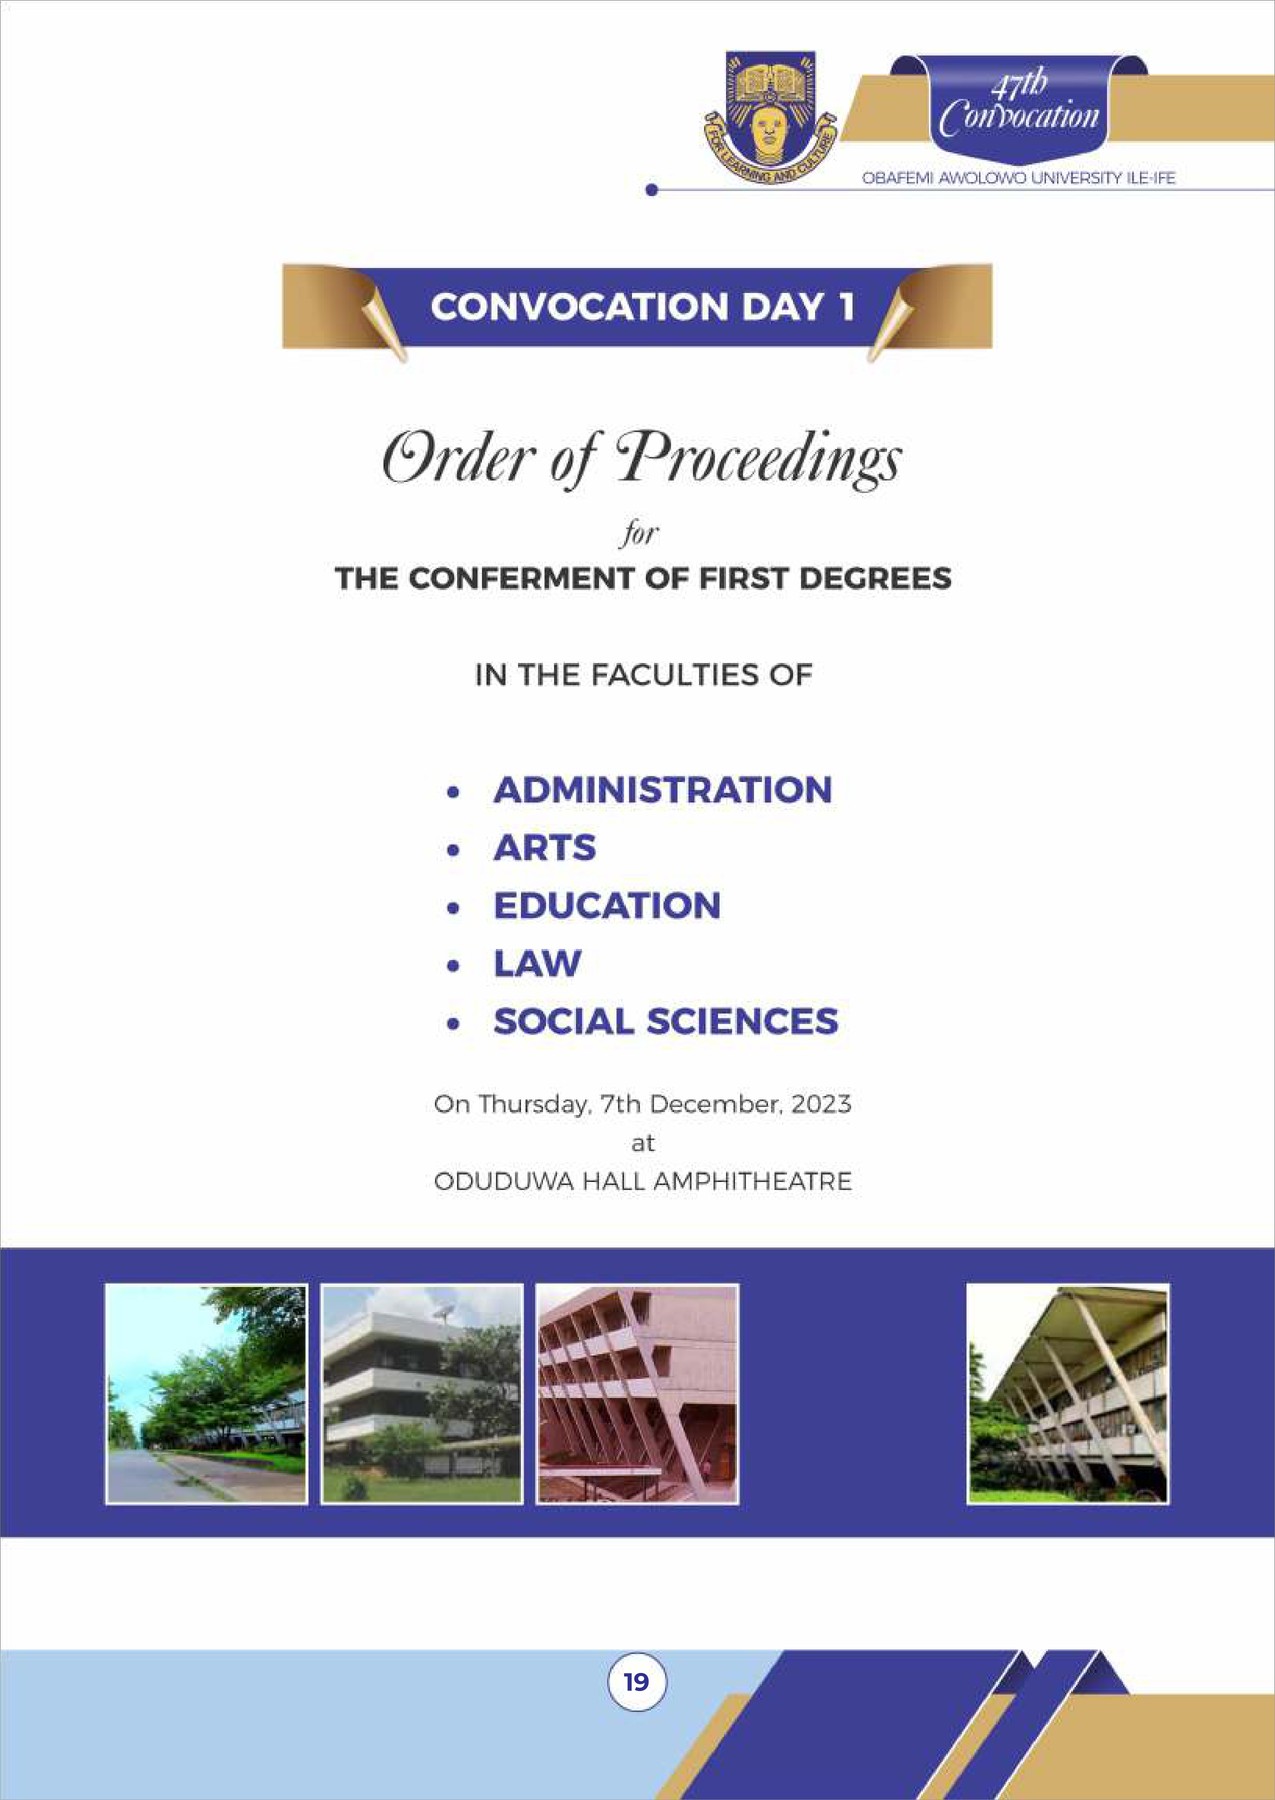 47th
Convocation
FOR LEARNING AND CULTURE
OBAFEMI AWOLOWO UNIVERSITY ILE-IFE
CONVOCATION DAY 1
Order of Proceedings
for
THE CONFERMENT OF FIRST DEGREES
IN THE FACULTIES OF
• ADMINISTRATION
• ARTS
• EDUCATION
• LAW
• SOCIAL SCIENCES
On Thursday, 7th December, 2023
at
ODUDUWA HALL AMPHITHEATRE
19